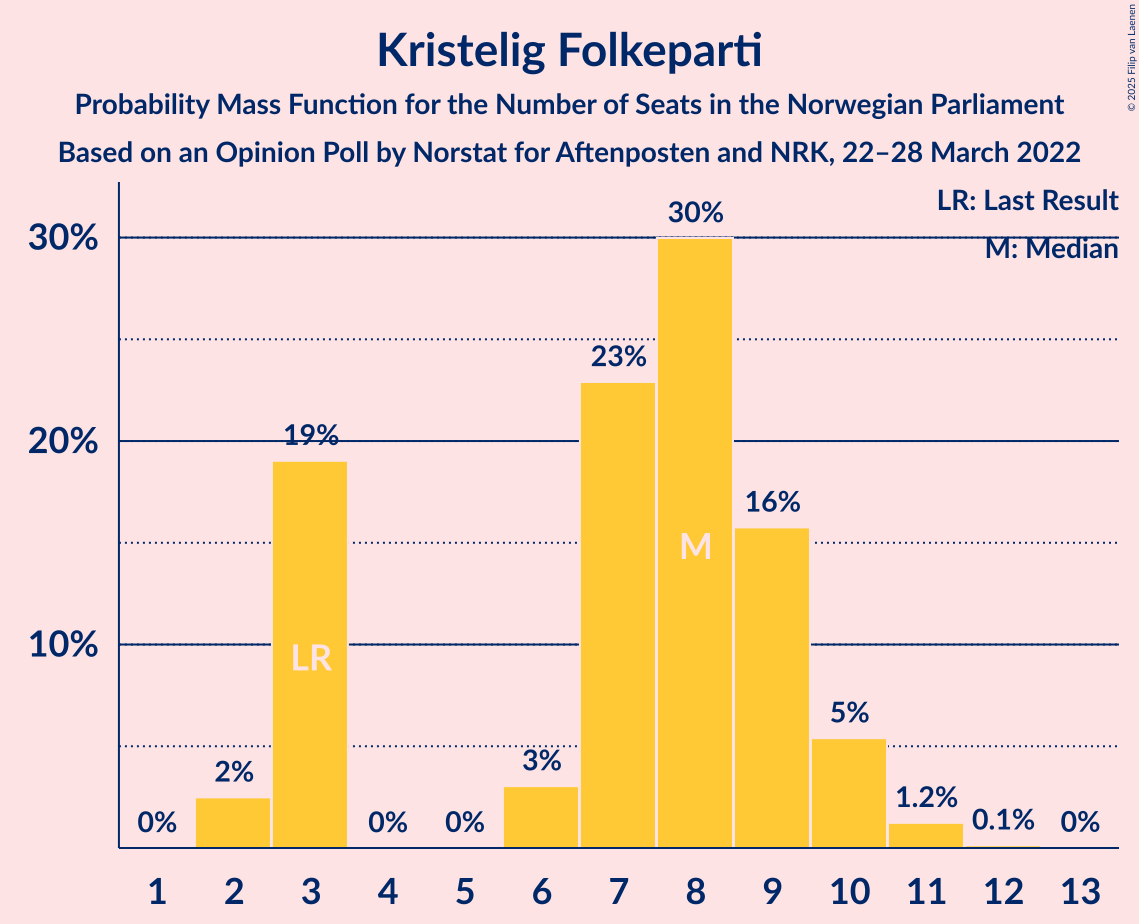 Kristelig Folkeparti
Probability Mass Function for the Number of Seats in the Norwegian Parliament
Based on an Opinion Poll by Norstat for Aftenposten and NRK, 22–28 March 2022
© 2025 Filip van Laenen
LR: Last Result
M: Median
30%
20%
10%
0%
2%
19%
0%
0%
3%
23%
30%
16%
5%
1.2%
0.1%
0%
LR
M
1 2 3 4 5 6 7 8 9 10 11 12 13